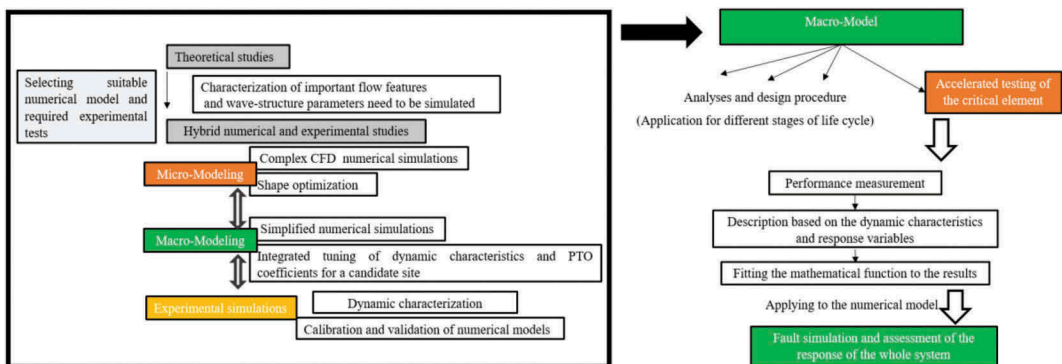 Theoretical studies
Selecting suitable
numerical model and
required experimental
tests
Characterization of important flow features
and wave-structure parameters need to be simulated
Hybrid numerical and experimental studies
Complex CFD numerical simulations
Micro-Modeling
Shape optimization
Simplified numerical simulations
Macro-Modeling
Integrated tuning of dynamic characteristics and PTO
coefficients for a candidate site
Experimental simulations
Dynamic characterization
Calibration and validation of numerical models
Macro-Model
Analyses and design procedure
(Application for different stages of life cycle)
Accelerated testing of
the critical element
Performance measurement
Description based on the dynamic characteristics
and response variables
Fitting the mathematical function to the results
Applying to the numerical model
Fault simulation and assessment of the
response of the whole system